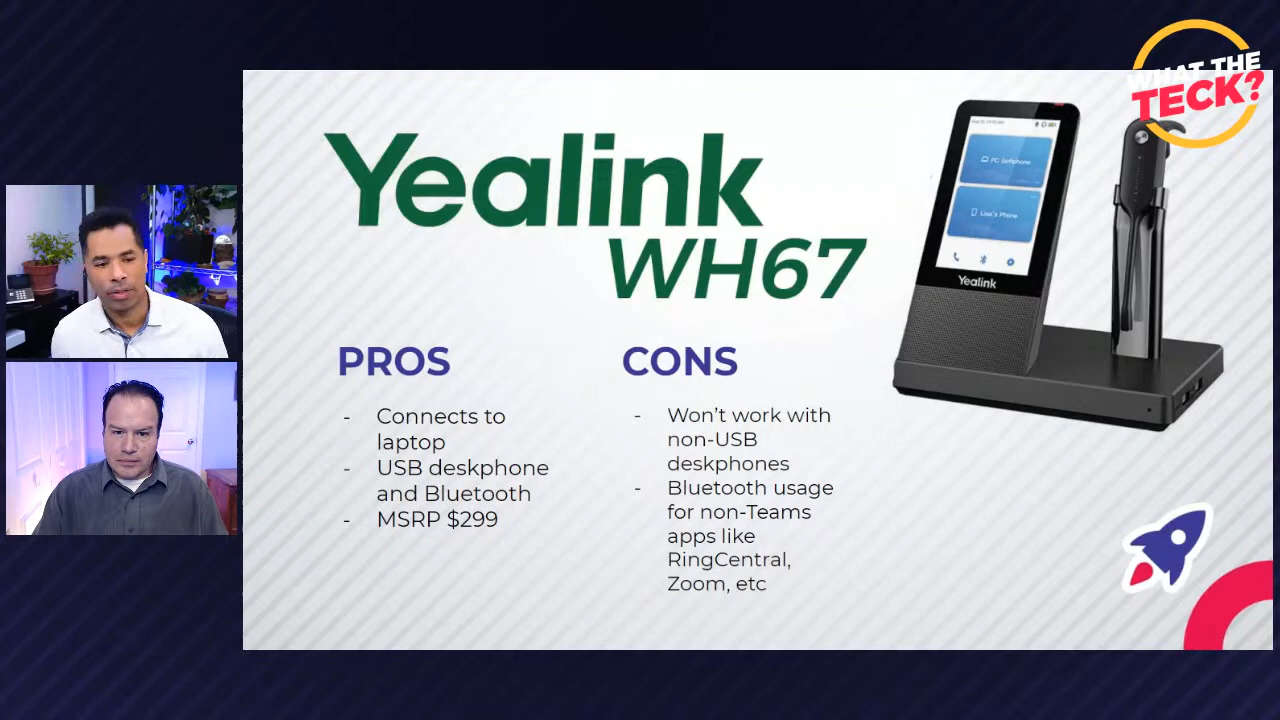 WHAT THE
TECK?
Yealink
WH67
PC Softphone
Lisa's Phone
Yealink
PROS
- Connects to
laptop
- USB deskphone
and Bluetooth
- MSRP $299
CONS
- Won't work with
non-USB
deskphones
- Bluetooth usage
for non-Teams
apps like
RingCentral,
Zoom, etc